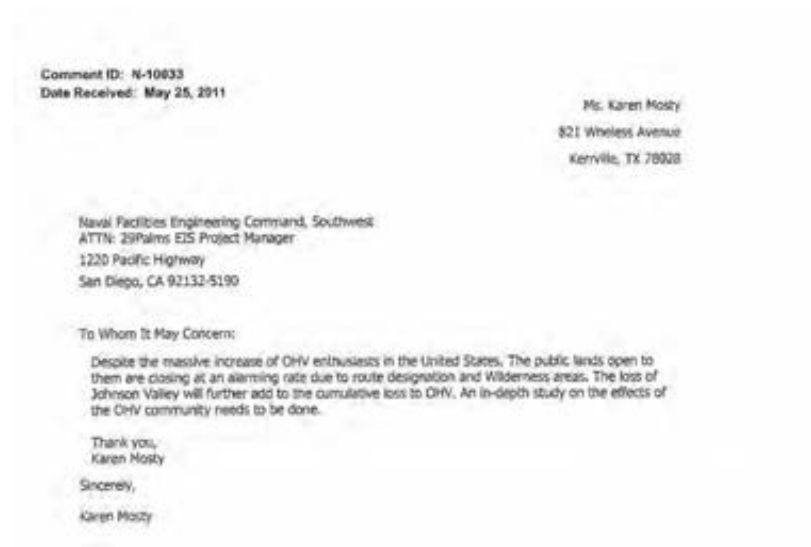 Comment ID: N-10033
Date Received: May 25, 2011
Ms. Karen Mosty
821 Wheless Avenue
Kerrville, TX 78028
Naval Facilities Engineering Command, Southwest
ATTN: 29Palms EIS Project Manager
1220 Pacific Highway
San Diego, CA 92132-5190
To Whom It May Concern:
Despite the massive increase of OHV enthusiasts in the United States. The public lands open to
them are closing at an alarming rate due to route designation and Wilderness areas. The loss of
Johnson Valley will further add to the cumulative loss to OHV. An in-depth study on the effects of
the OHV community needs to be done.
Thank you,
Karen Mosty
Sincerely,
Karen Mosty